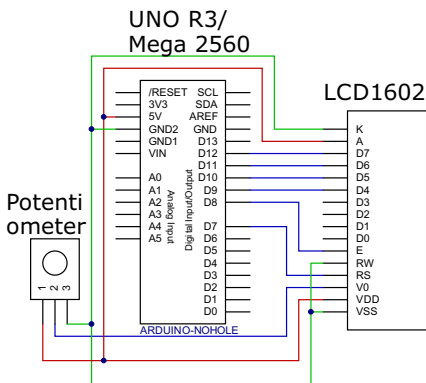 UNO R3/
Mega 2560
LCD1602
/RESET SCL
3V3 SDA
5V AREF
GND2 GND
GND1 D13
VIN D12
D11
A0 D10
A1 D9
A2 D8
A3
A4 D7
A5 D6
D5
D4
D3
D2
D1
D0
Analog Input
Digital Input/Output
ARDUINO-NOHOLE
Potenti
ometer
1 2 3
K
A
D7
D6
D5
D4
D3
D2
D1
D0
E
RW
RS
V0
VDD
VSS